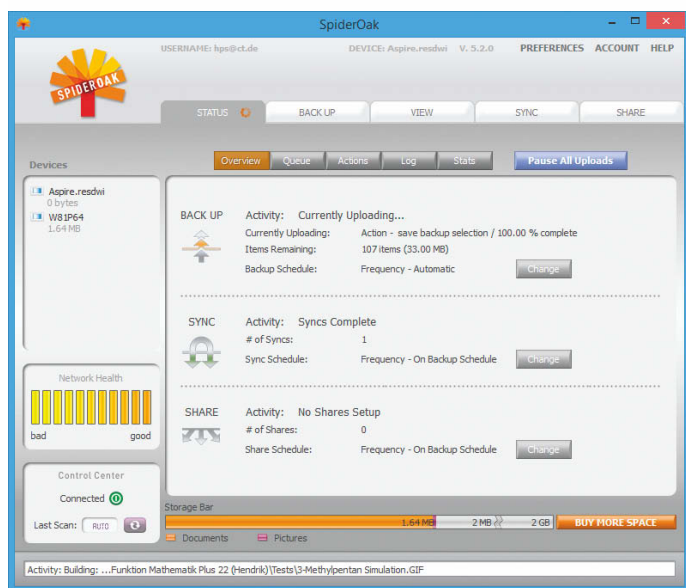 SpiderOak
USERNAME: hps@ct.de DEVICE: Aspire.resdwi V. 5.2.0 PREFERENCES ACCOUNT HELP
SPIDEROAK
STATUS BACK UP VIEW SYNC SHARE
Devices
Overview Queue Actions Log Stats Pause All Uploads
Aspire.resdwi
0 bytes
W81P64
1.64 MB
BACK UP Activity: Currently Uploading...
Currently Uploading: Action - save backup selection / 100.00 % complete
Items Remaining: 107 items (33.00 MB)
Backup Schedule: Frequency - Automatic Change
SYNC Activity: Syncs Complete
# of Syncs: 1
Sync Schedule: Frequency - On Backup Schedule Change
Network Health
bad good
SHARE Activity: No Shares Setup
# of Shares: 0
Share Schedule: Frequency - On Backup Schedule Change
Control Center
Connected
Last Scan: AUTO
Storage Bar
1.64 MB 2 MB 2 GB BUY MORE SPACE
Documents Pictures
Activity: Building: ...Funktion Mathematik Plus 22 (Hendrik)\Tests\3-Methylpentan Simulation.GIF